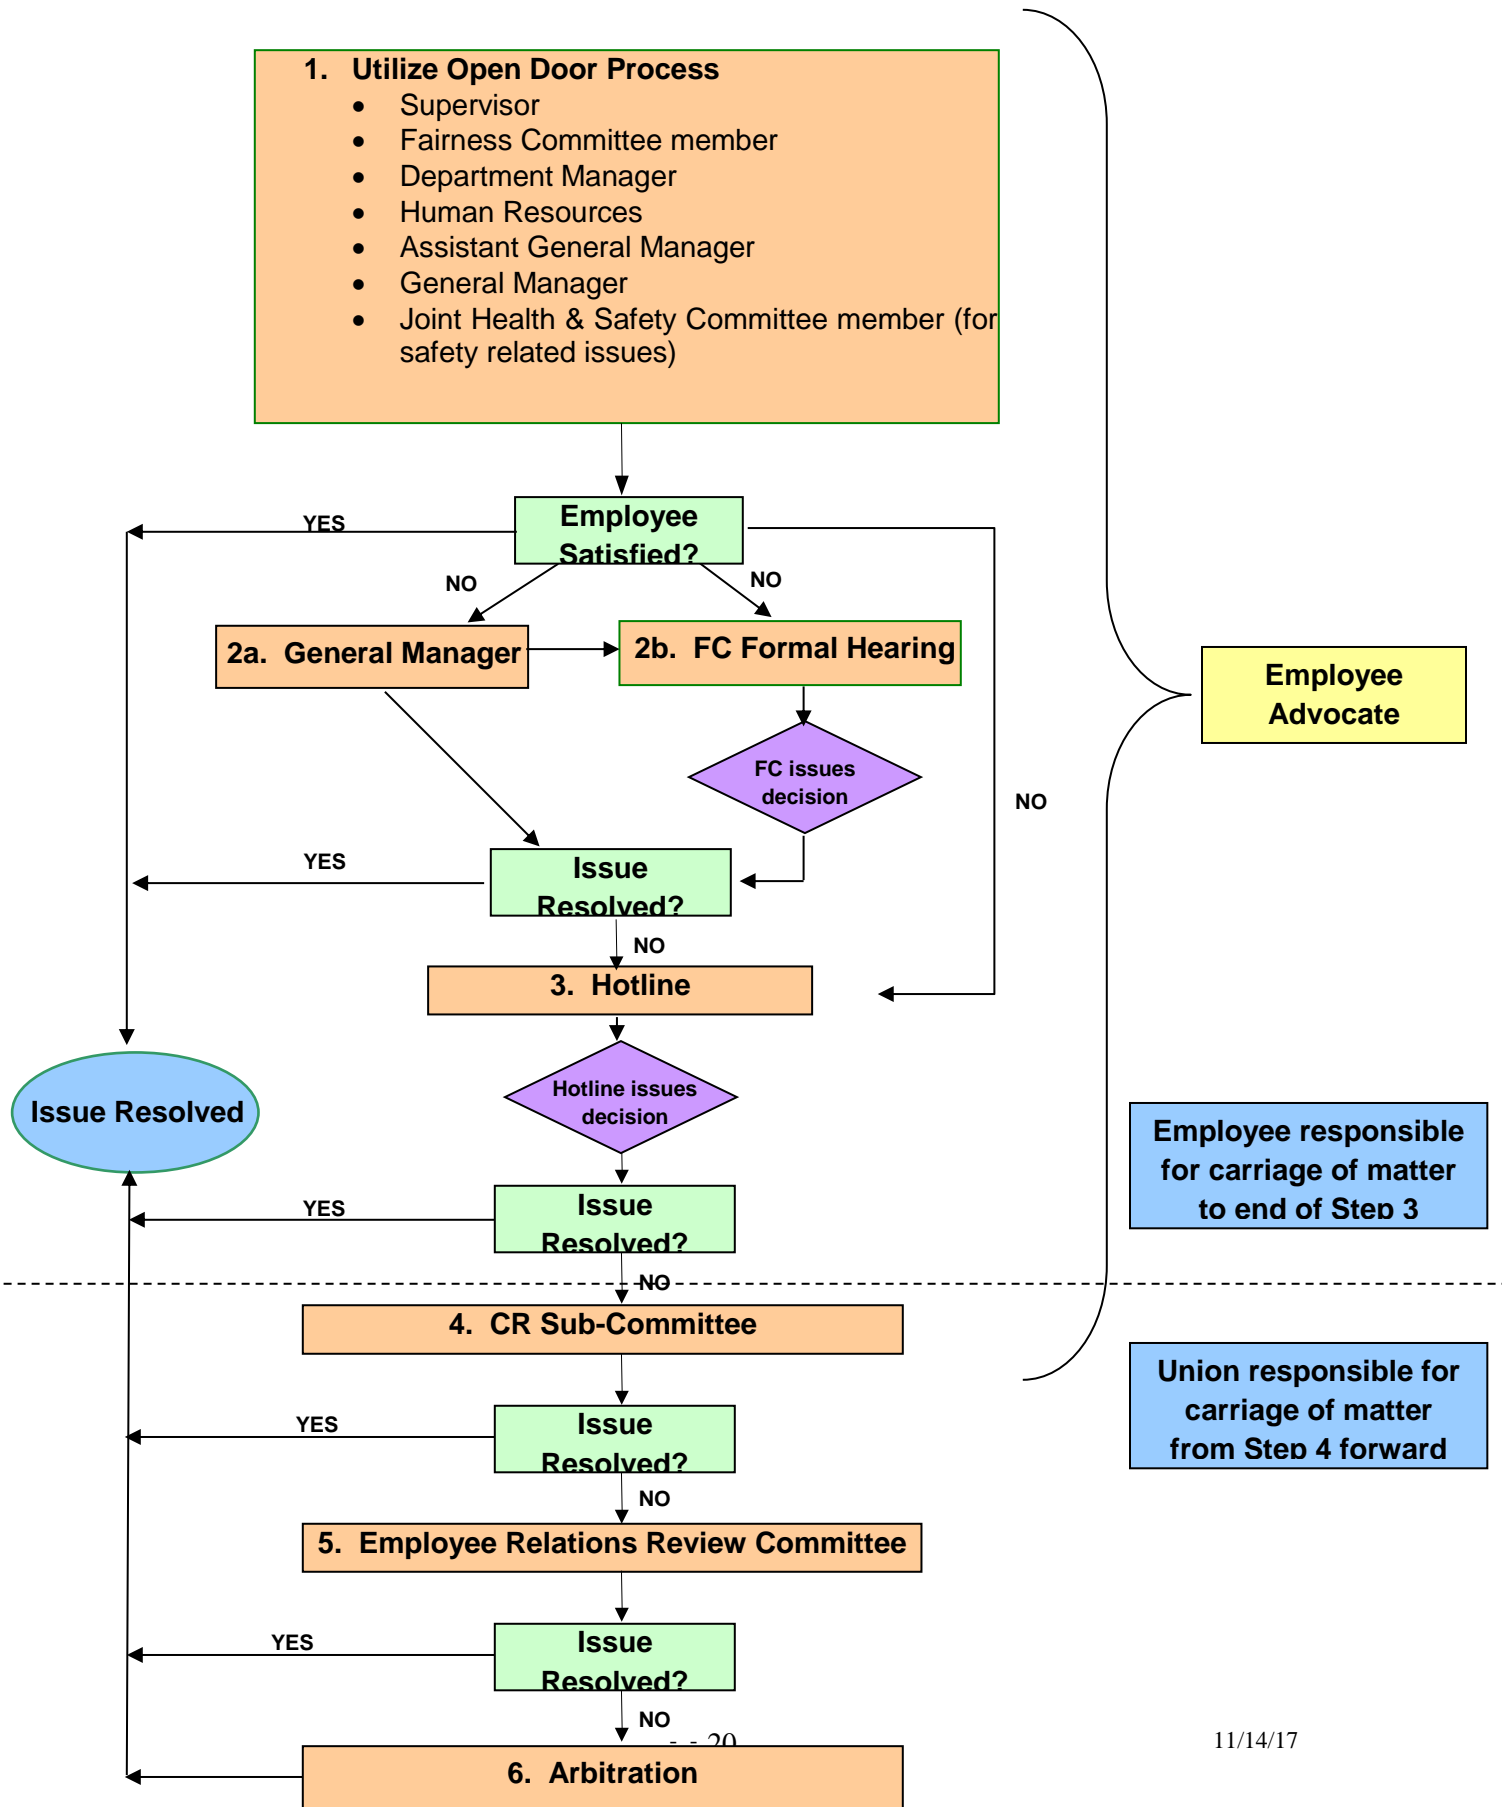 1. Utilize Open Door Process
• Supervisor
• Fairness Committee member
• Department Manager
• Human Resources
• Assistant General Manager
• General Manager
• Joint Health & Safety Committee member (for
safety related issues)
Employee
Satisfied?
YES
NO
NO
2a. General Manager
2b. FC Formal Hearing
Employee
Advocate
FC issues
decision
NO
Issue
Resolved?
YES
NO
3. Hotline
Hotline issues
decision
Issue Resolved
Employee responsible
for carriage of matter
to end of Step 3
Issue
Resolved?
YES
NO
4. CR Sub-Committee
Union responsible for
carriage of matter
from Step 4 forward
Issue
Resolved?
YES
NO
5. Employee Relations Review Committee
Issue
Resolved?
YES
NO
- - 20
11/14/17
6. Arbitration